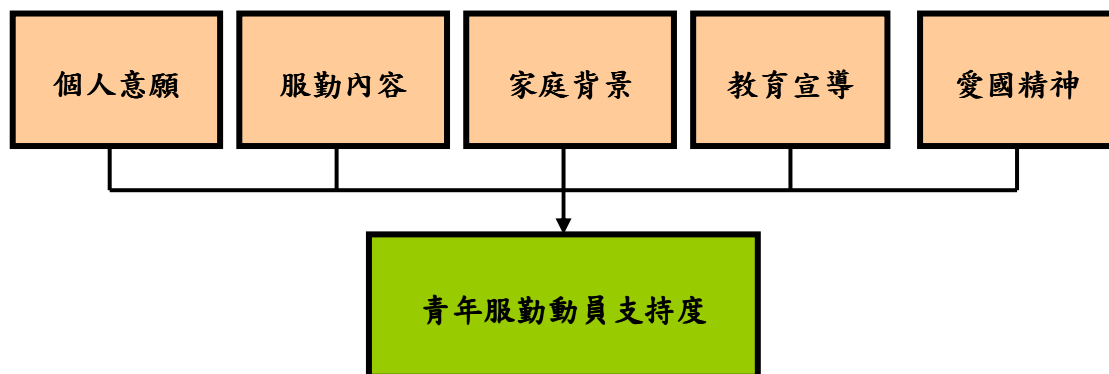 個人意願
服勤內容
家庭背景
教育宣導
愛國精神
青年服勤動員支持度